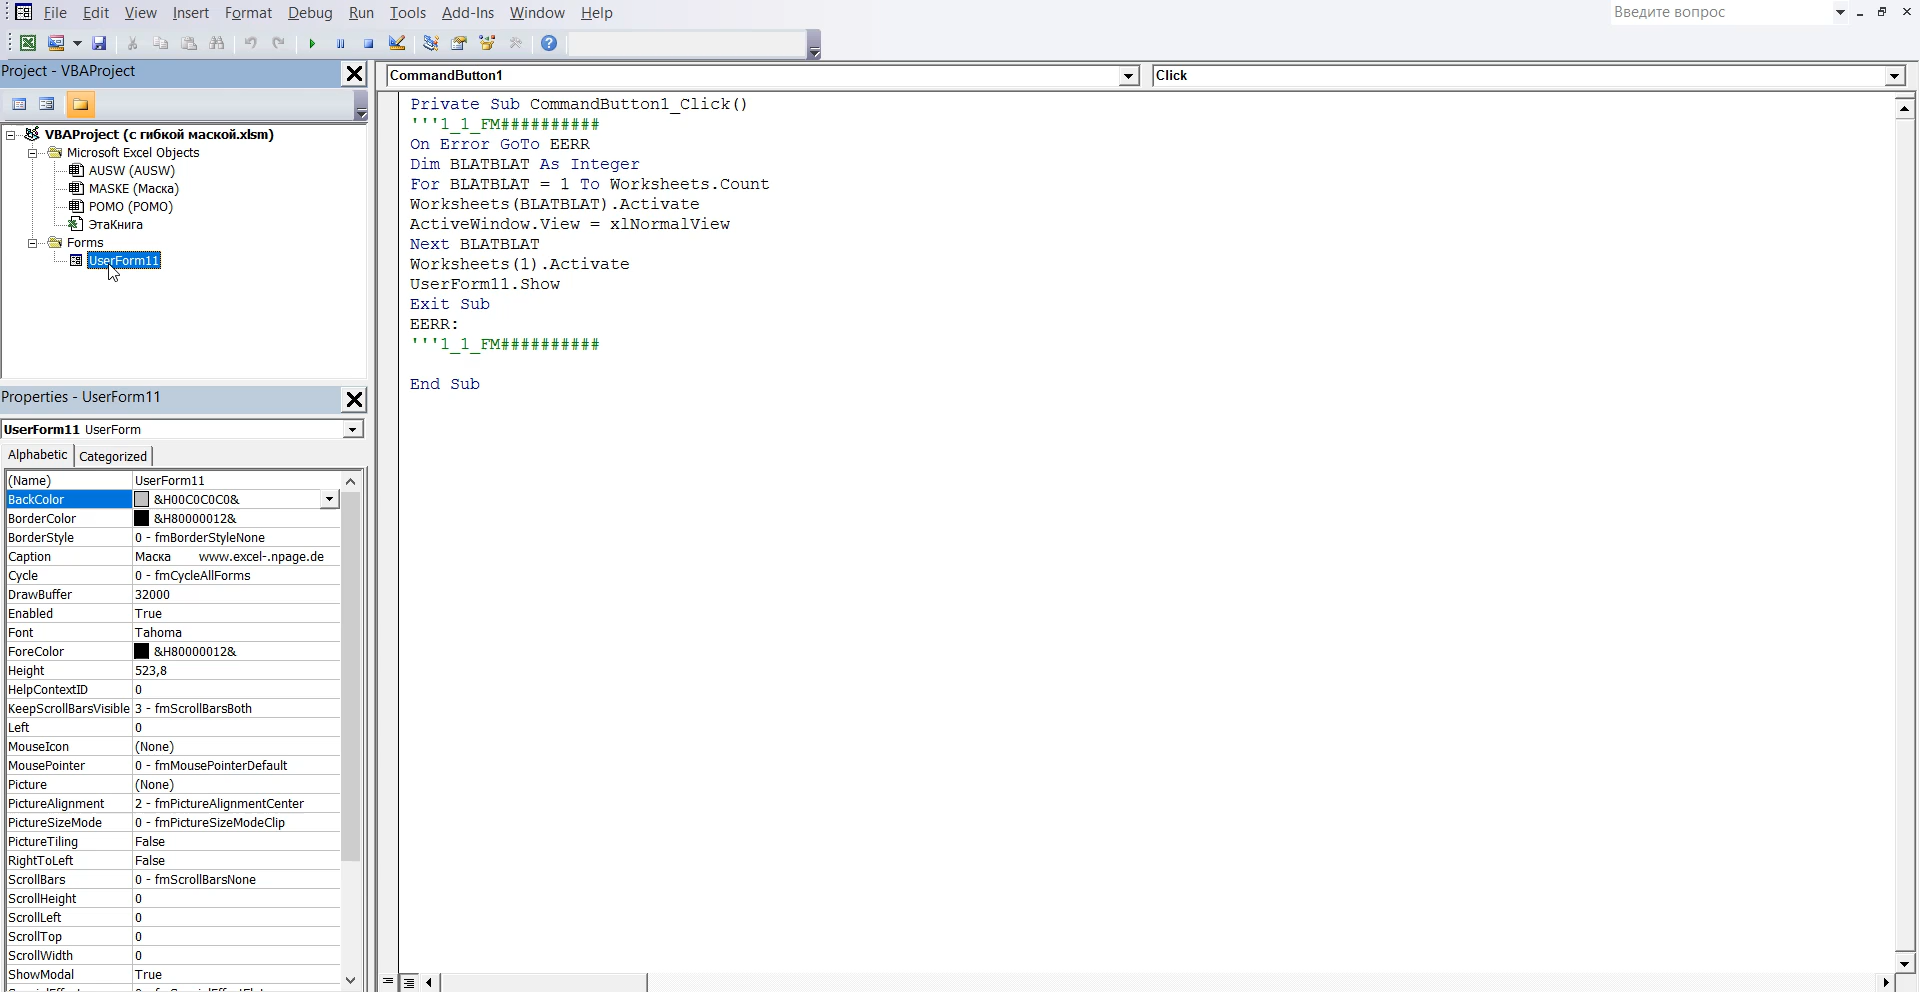 File Edit View Insert Format Debug Run Tools Add-Ins Window Help
Введите вопрос
Project - VBAProject
VBAProject (с гибкой маской.xlsm)
Microsoft Excel Objects
AUSW (AUSW)
MASKE (Маска)
POMO (POMO)
ЭтаКнига
Forms
UserForm11
Properties - UserForm11
UserForm11 UserForm
Alphabetic Categorized
(Name) UserForm11
BackColor &H00C0C0C0&
BorderColor &H80000012&
BorderStyle 0 - fmBorderStyleNone
Caption Маска www.excel-.npage.de
Cycle 0 - fmCycleAllForms
DrawBuffer 32000
Enabled True
Font Tahoma
ForeColor &H80000012&
Height 523,8
HelpContextID 0
KeepScrollBarsVisible 3 - fmScrollBarsBoth
Left 0
MouseIcon (None)
MousePointer 0 - fmMousePointerDefault
Picture (None)
PictureAlignment 2 - fmPictureAlignmentCenter
PictureSizeMode 0 - fmPictureSizeModeClip
PictureTiling False
RightToLeft False
ScrollBars 0 - fmScrollBarsNone
ScrollHeight 0
ScrollLeft 0
ScrollTop 0
ScrollWidth 0
ShowModal True
CommandButton1
Click
Private Sub CommandButton1_Click()
'''1_1_FM##########
On Error GoTo EERR
Dim BLATBLAT As Integer
For BLATBLAT = 1 To Worksheets.Count
Worksheets(BLATBLAT).Activate
ActiveWindow.View = xlNormalView
Next BLATBLAT
Worksheets(1).Activate
UserForm11.Show
Exit Sub
EERR:
'''1_1_FM##########
End Sub